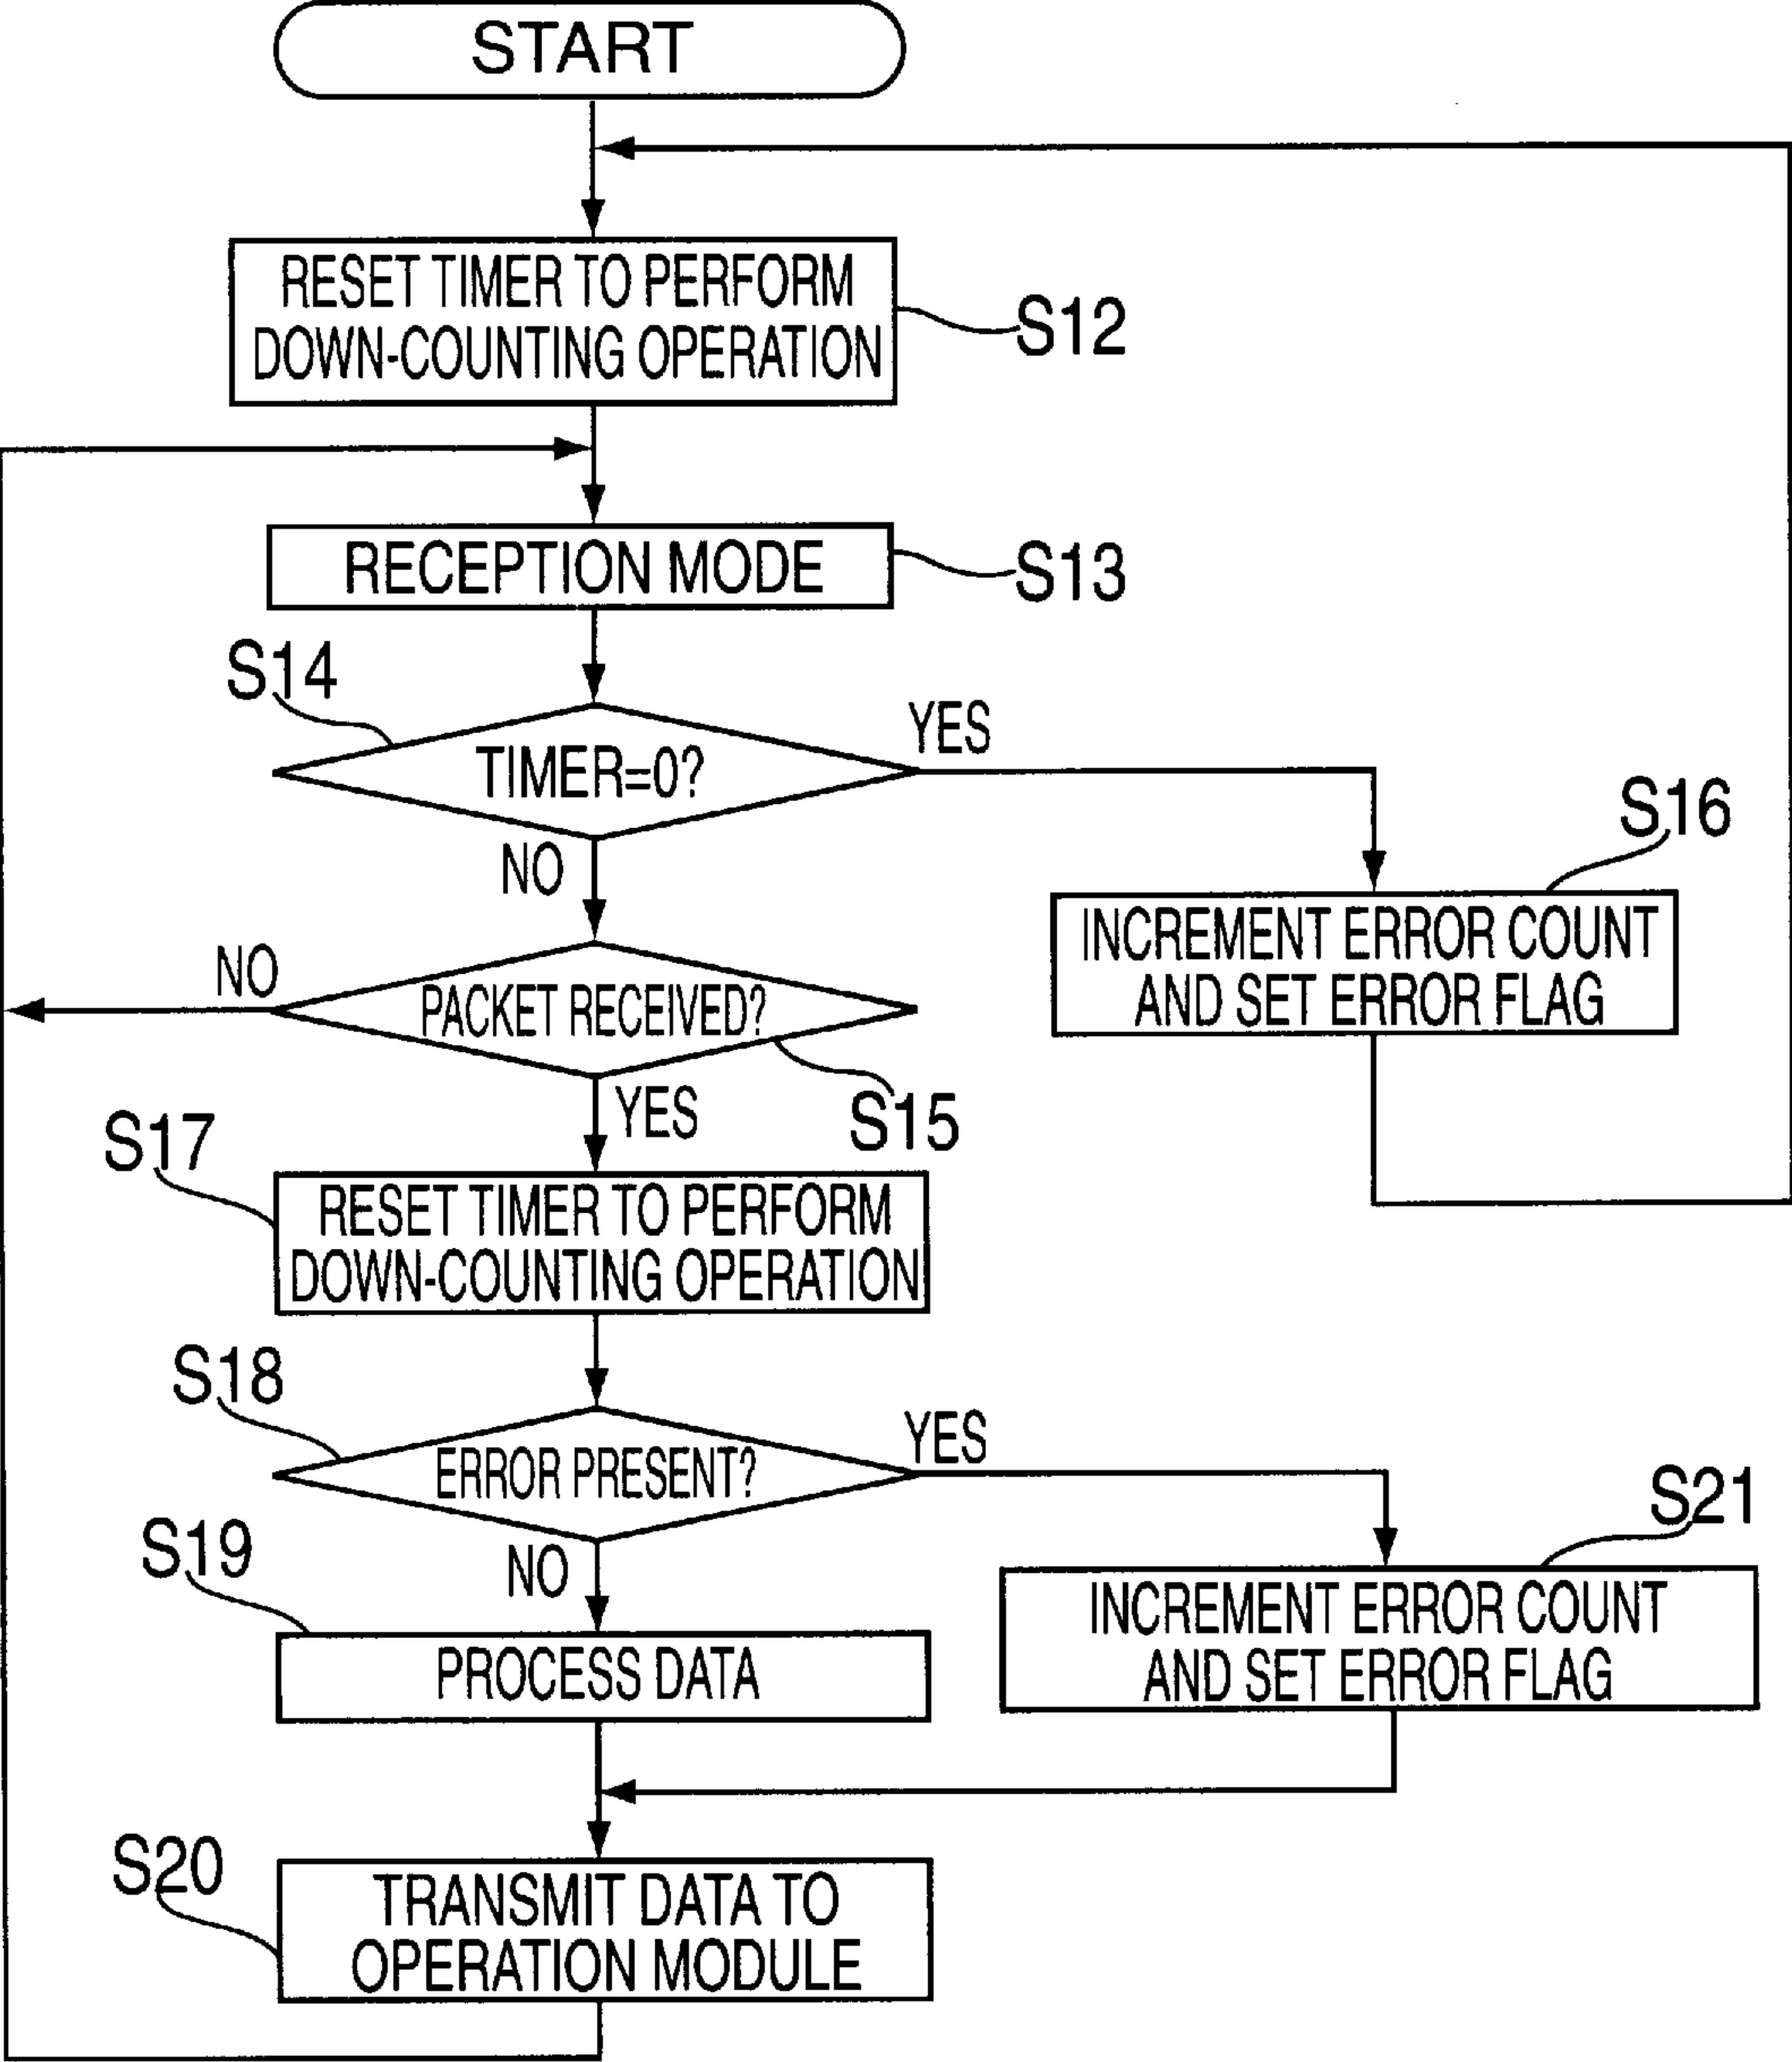 START
RESET TIMER TO PERFORM
DOWN-COUNTING OPERATION
S12
RECEPTION MODE
S13
S14
TIMER=0?
YES
NO
S16
INCREMENT ERROR COUNT
AND SET ERROR FLAG
NO
PACKET RECEIVED?
YES
S15
S17
RESET TIMER TO PERFORM
DOWN-COUNTING OPERATION
S18
ERROR PRESENT?
YES
NO
S21
INCREMENT ERROR COUNT
AND SET ERROR FLAG
S19
PROCESS DATA
S20
TRANSMIT DATA TO
OPERATION MODULE